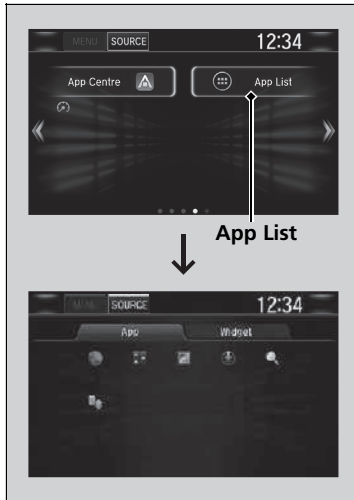 MENU SOURCE 12:34
App Centre App List
App List
MENU SOURCE 12:34
App Widget